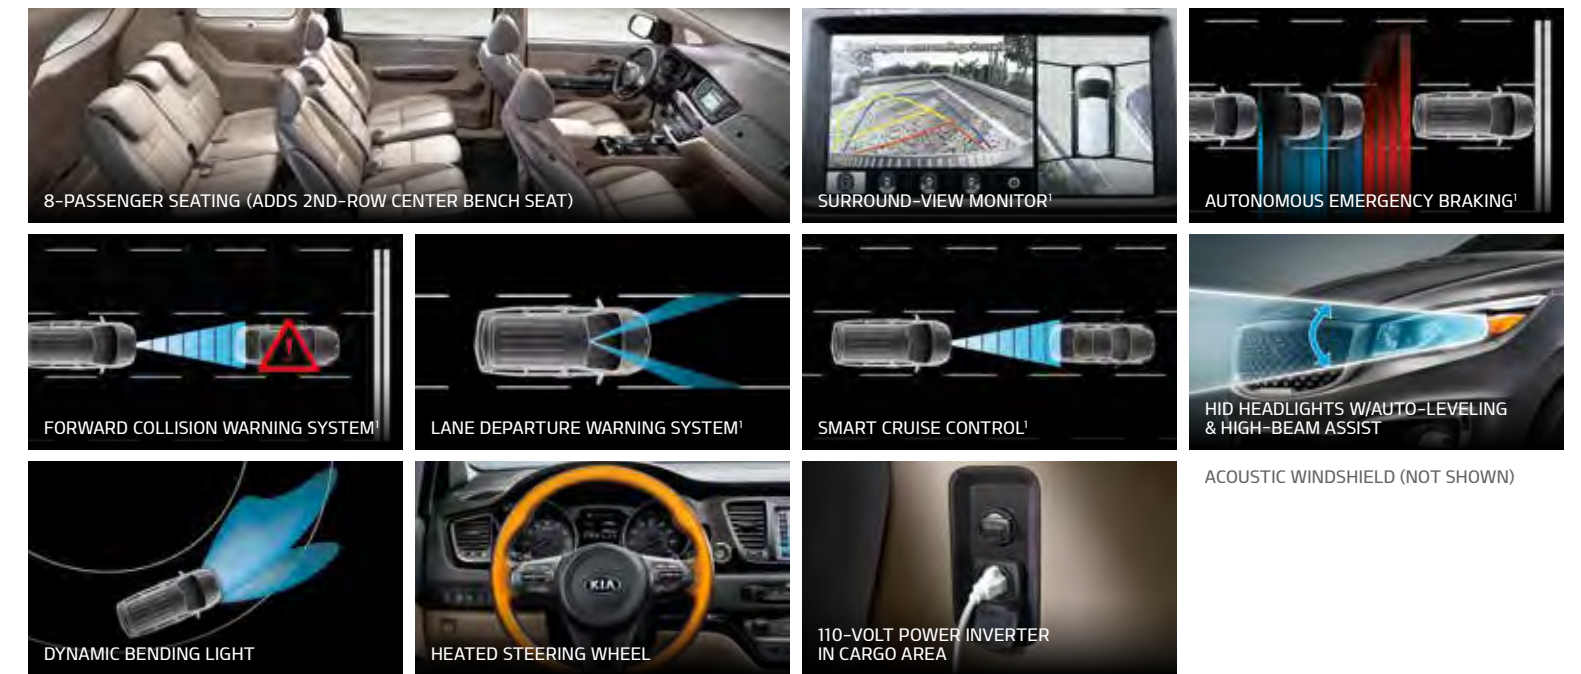 8-PASSENGER SEATING (ADDS 2ND-ROW CENTER BENCH SEAT)
SURROUND-VIEW MONITOR¹
AUTONOMOUS EMERGENCY BRAKING¹
FORWARD COLLISION WARNING SYSTEM¹
LANE DEPARTURE WARNING SYSTEM¹
SMART CRUISE CONTROL¹
HID HEADLIGHTS W/AUTO-LEVELING
& HIGH-BEAM ASSIST
DYNAMIC BENDING LIGHT
KIA
HEATED STEERING WHEEL
110-VOLT POWER INVERTER
IN CARGO AREA
ACOUSTIC WINDSHIELD (NOT SHOWN)